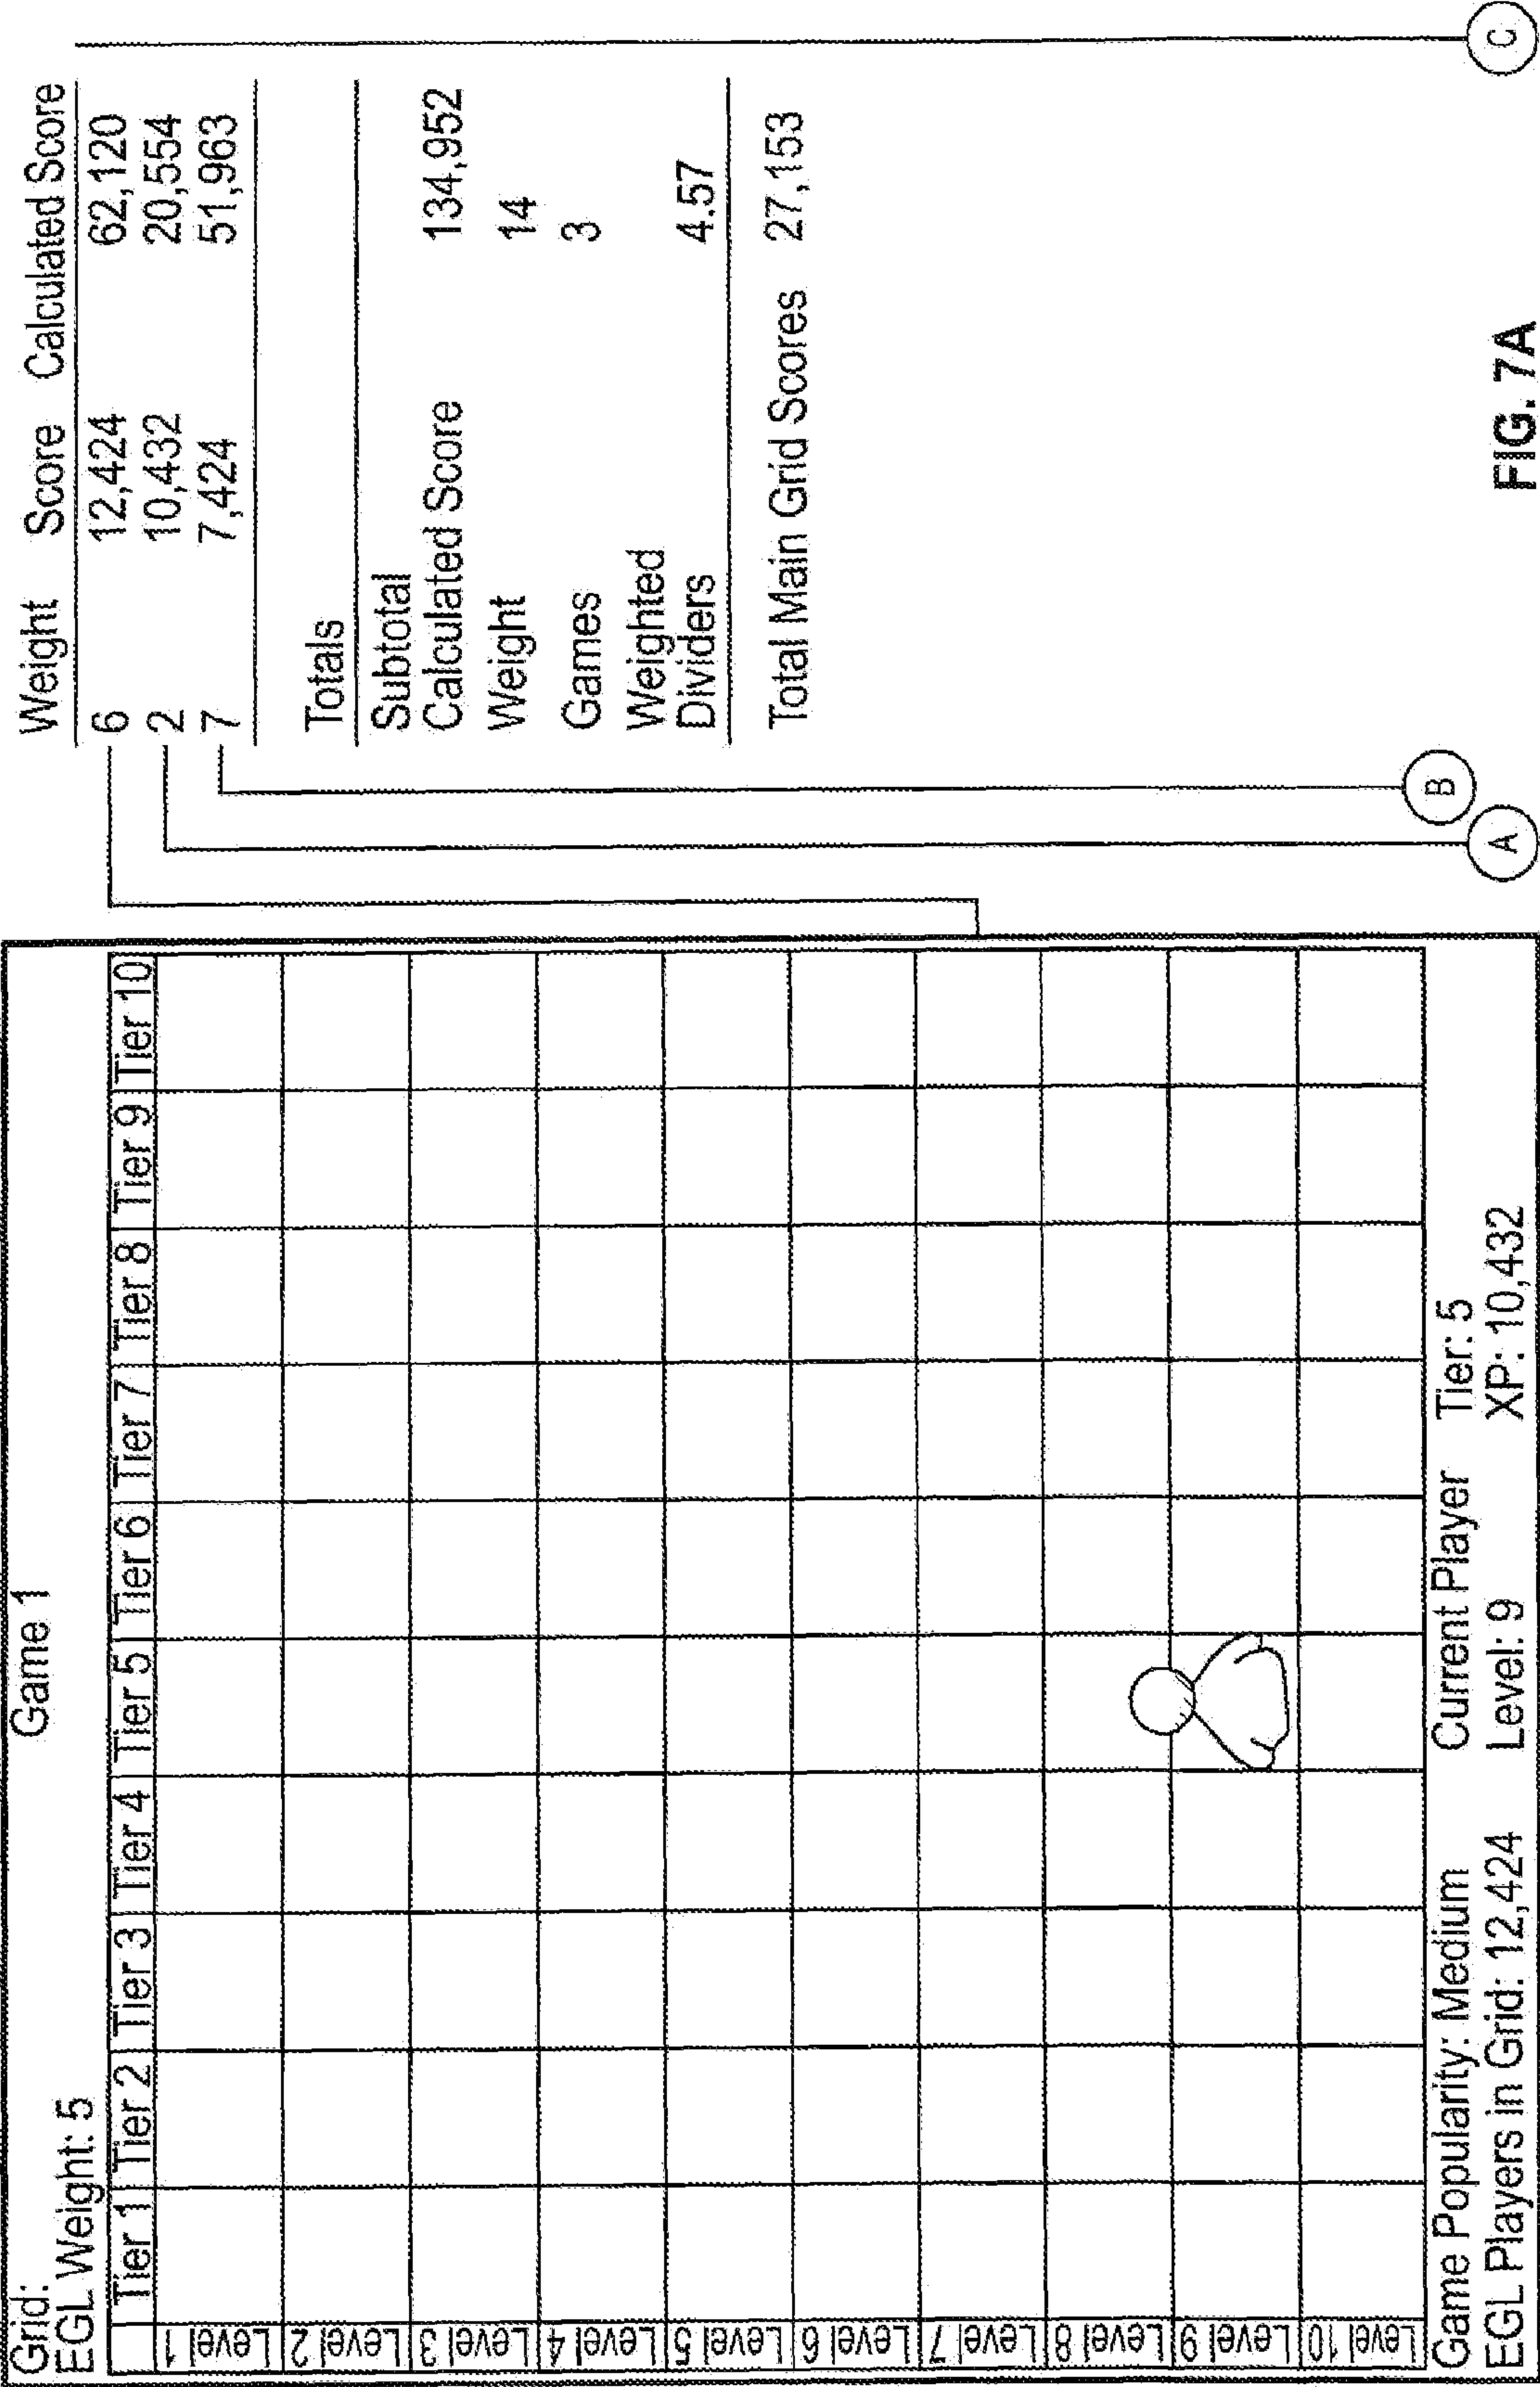 Grid:
Game 1
EGL Weight: 5
Tier 1 Tier 2 Tier 3 Tier 4 Tier 5 Tier 6 Tier 7 Tier 8 Tier 9 Tier 10
Level 1
Level 2
Level 3
Level 4
Level 5
Level 6
Level 7
Level 8
Level 9
Level 10
Game Popularity: Medium Current Player Tier: 5
EGL Players in Grid: 12,424 Level: 9 XP: 10,432
Weight Score Calculated Score
6 12,424 62,120
2 10,432 20,554
7 7,424 51,963
Totals
Subtotal
Calculated Score 134,952
Weight 14
Games 3
Weighted
Dividers 4.57
Total Main Grid Scores 27,153
B
A
C
FIG. 7A